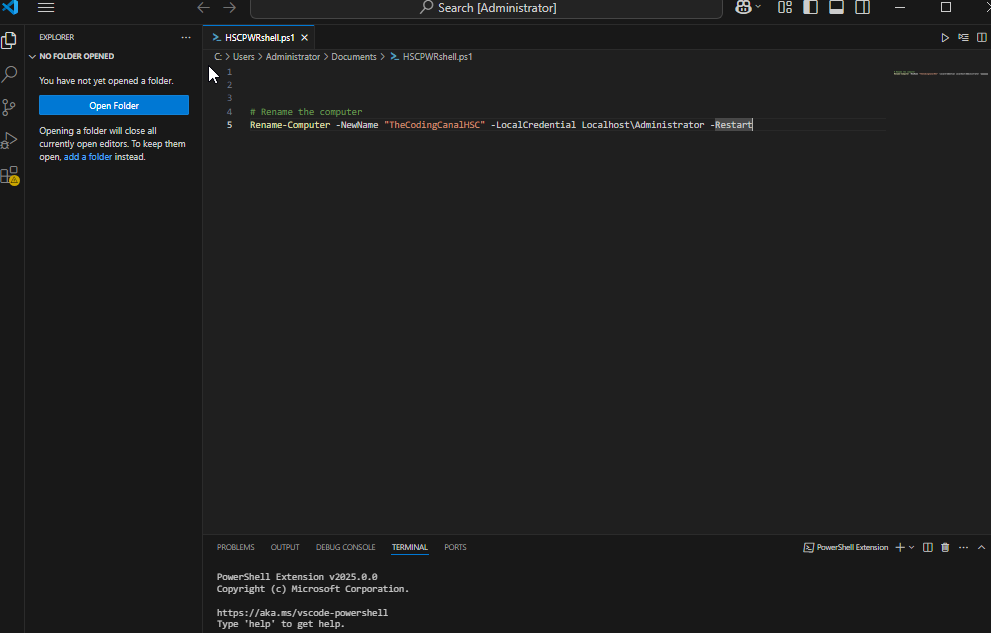 Search [Administrator]
EXPLORER
HSCPWRshell.ps1
NO FOLDER OPENED
C: > Users > Administrator > Documents > HSCPWRshell.ps1
You have not yet opened a folder.
Open Folder
Opening a folder will close all
currently open editors. To keep them
open, add a folder instead.
1
2
3
4 # Rename the computer
5 Rename-Computer -NewName "TheCodingCanalHSC" -LocalCredential Localhost\Administrator -Restart
PROBLEMS OUTPUT DEBUG CONSOLE TERMINAL PORTS PowerShell Extension
PowerShell Extension v2025.0.0
Copyright (c) Microsoft Corporation.
https://aka.ms/vscode-powershell
Type 'help' to get help.